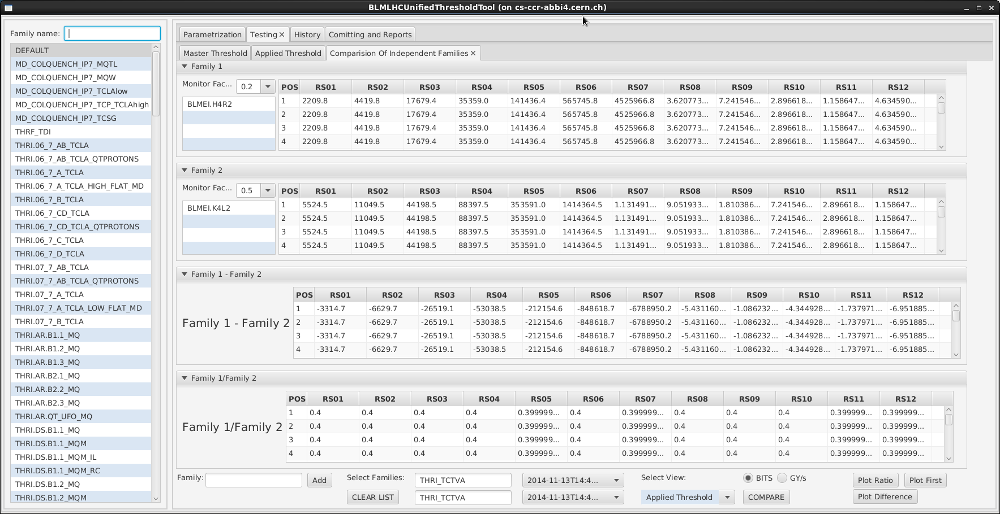 BLMLHCUnifiedThresholdTool (on cs-ccr-abbi4.cern.ch)
Family name:
DEFAULT
MD_COLQUENCH_IP7_MQTL
MD_COLQUENCH_IP7_MQW
MD_COLQUENCH_IP7_TCLAlow
MD_COLQUENCH_IP7_TCP_TCLAhigh
MD_COLQUENCH_IP7_TCSG
THRF_TDI
THRI.06_7_AB_TCLA
THRI.06_7_AB_TCLA_QTPROTONS
THRI.06_7_A_TCLA
THRI.06_7_A_TCLA_HIGH_FLAT_MD
THRI.06_7_B_TCLA
THRI.06_7_CD_TCLA
THRI.06_7_CD_TCLA_QTPROTONS
THRI.06_7_C_TCLA
THRI.06_7_D_TCLA
THRI.07_7_AB_TCLA
THRI.07_7_AB_TCLA_QTPROTONS
THRI.07_7_A_TCLA
THRI.07_7_A_TCLA_LOW_FLAT_MD
THRI.07_7_B_TCLA
THRI.AR.B1.1_MQ
THRI.AR.B1.2_MQ
THRI.AR.B1.3_MQ
THRI.AR.B2.1_MQ
THRI.AR.B2.2_MQ
THRI.AR.B2.3_MQ
THRI.AR.QT_UFO_MQ
THRI.DS.B1.1_MQ
THRI.DS.B1.1_MQM
THRI.DS.B1.1_MQM_IL
THRI.DS.B1.1_MQM_RC
THRI.DS.B1.2_MQ
THRI.DS.B1.2_MQM
Parametrization Testing History Comitting and Reports
Master Threshold Applied Threshold Comparision Of Independent Families
Family 1
Monitor Fac... 0.2
BLMEI.H4R2
POS RS01 RS02 RS03 RS04 RS05 RS06 RS07 RS08 RS09 RS10 RS11 RS12
1 2209.8 4419.8 17679.4 35359.0 141436.4 565745.8 4525966.8 3.620773... 7.241546... 2.896618... 1.158647... 4.634590...
2 2209.8 4419.8 17679.4 35359.0 141436.4 565745.8 4525966.8 3.620773... 7.241546... 2.896618... 1.158647... 4.634590...
3 2209.8 4419.8 17679.4 35359.0 141436.4 565745.8 4525966.8 3.620773... 7.241546... 2.896618... 1.158647... 4.634590...
4 2209.8 4419.8 17679.4 35359.0 141436.4 565745.8 4525966.8 3.620773... 7.241546... 2.896618... 1.158647... 4.634590...
Family 2
Monitor Fac... 0.5
BLMEI.K4L2
POS RS01 RS02 RS03 RS04 RS05 RS06 RS07 RS08 RS09 RS10 RS11 RS12
1 5524.5 11049.5 44198.5 88397.5 353591.0 1414364.5 1.131491... 9.051933... 1.810386... 7.241546... 2.896618... 1.158647...
2 5524.5 11049.5 44198.5 88397.5 353591.0 1414364.5 1.131491... 9.051933... 1.810386... 7.241546... 2.896618... 1.158647...
3 5524.5 11049.5 44198.5 88397.5 353591.0 1414364.5 1.131491... 9.051933... 1.810386... 7.241546... 2.896618... 1.158647...
4 5524.5 11049.5 44198.5 88397.5 353591.0 1414364.5 1.131491... 9.051933... 1.810386... 7.241546... 2.896618... 1.158647...
Family 1 - Family 2
Family 1 - Family 2
POS RS01 RS02 RS03 RS04 RS05 RS06 RS07 RS08 RS09 RS10 RS11 RS12
1 -3314.7 -6629.7 -26519.1 -53038.5 -212154.6 -848618.7 -6788950.2 -5.431160... -1.086232... -4.344928... -1.737971... -6.951885...
2 -3314.7 -6629.7 -26519.1 -53038.5 -212154.6 -848618.7 -6788950.2 -5.431160... -1.086232... -4.344928... -1.737971... -6.951885...
3 -3314.7 -6629.7 -26519.1 -53038.5 -212154.6 -848618.7 -6788950.2 -5.431160... -1.086232... -4.344928... -1.737971... -6.951885...
4 -3314.7 -6629.7 -26519.1 -53038.5 -212154.6 -848618.7 -6788950.2 -5.431160... -1.086232... -4.344928... -1.737971... -6.951885...
Family 1/Family 2
Family 1/Family 2
POS RS01 RS02 RS03 RS04 RS05 RS06 RS07 RS08 RS09 RS10 RS11 RS12
1 0.4 0.4 0.4 0.4 0.399999... 0.4 0.399999... 0.4 0.4 0.4 0.399999... 0.399999...
2 0.4 0.4 0.4 0.4 0.399999... 0.4 0.399999... 0.4 0.4 0.4 0.399999... 0.399999...
3 0.4 0.4 0.4 0.4 0.399999... 0.4 0.399999... 0.4 0.4 0.4 0.399999... 0.399999...
4 0.4 0.4 0.4 0.4 0.399999... 0.4 0.399999... 0.4 0.4 0.4 0.399999... 0.399999...
Family: Add Select Families: THRI_TCTVA 2014-11-13T14:4... Select View: BITS GY/s Plot Ratio Plot First
CLEAR LIST THRI_TCTVA 2014-11-13T14:4... Applied Threshold COMPARE Plot Difference